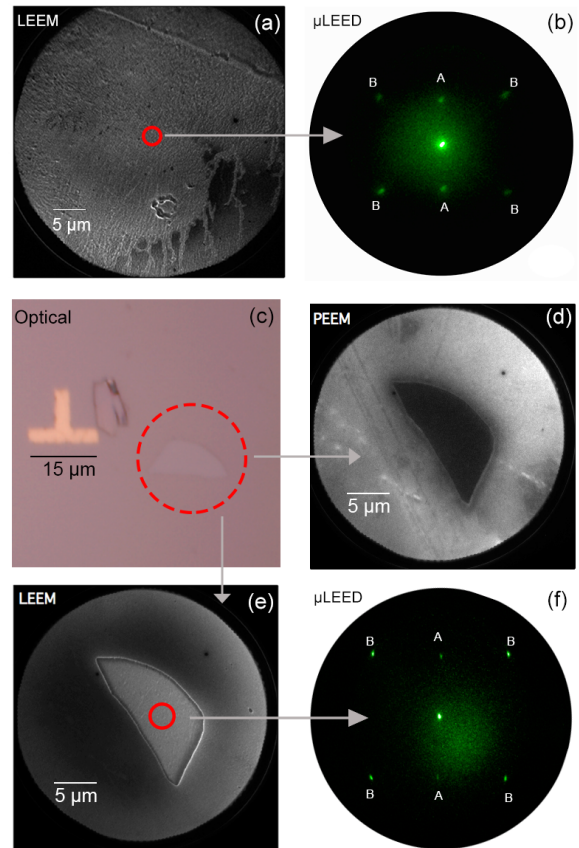 LEEM
(a)
5 µm
µLEED
(b)
B
A
B
B
A
B
Optical
(c)
15 µm
PEEM
(d)
5 µm
LEEM
(e)
5 µm
µLEED
(f)
B
A
B
B
A
B